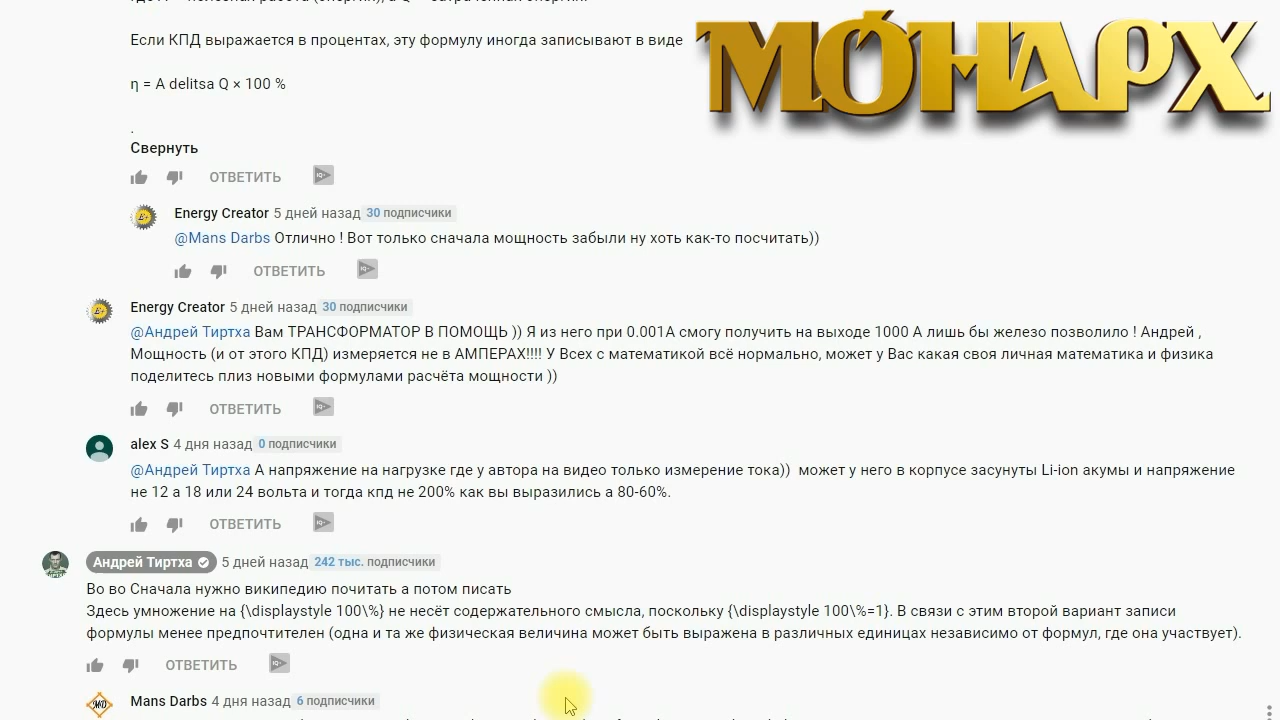 Если КПД выражается в процентах, эту формулу иногда записывают в виде
МОНАРХ
η = A delitsa Q × 100 %
.
Свернуть
ОТВЕТИТЬ
Energy Creator 5 дней назад 30 подписчики
@Mans Darbs Отлично ! Вот только сначала мощность забыли ну хоть как-то посчитать))
ОТВЕТИТЬ
Energy Creator 5 дней назад 30 подписчики
@Андрей Тиртха Вам ТРАНСФОРМАТОР В ПОМОЩЬ )) Я из него при 0.001А смогу получить на выходе 1000 А лишь бы железо позволило ! Андрей ,
Мощность (и от этого КПД) измеряется не в АМПЕРАХ!!!! У Всех с математикой всё нормально, может у Вас какая своя личная математика и физика
поделитесь плиз новыми формулами расчёта мощности ))
ОТВЕТИТЬ
alex S 4 дня назад 0 подписчики
@Андрей Тиртха А напряжение на нагрузке где у автора на видео только измерение тока)) может у него в корпусе засунуты Li-ion акумы и напряжение
не 12 а 18 или 24 вольта и тогда кпд не 200% как вы выразились а 80-60%.
ОТВЕТИТЬ
Андрей Тиртха 5 дней назад 242 тыс. подписчики
Во во Сначала нужно википедию почитать а потом писать
Здесь умножение на {\displaystyle 100\%} не несёт содержательного смысла, поскольку {\displaystyle 100\%=1}. В связи с этим второй вариант записи
формулы менее предпочтителен (одна и та же физическая величина может быть выражена в различных единицах независимо от формул, где она участвует).
ОТВЕТИТЬ
Mans Darbs 4 дня назад 6 подписчики